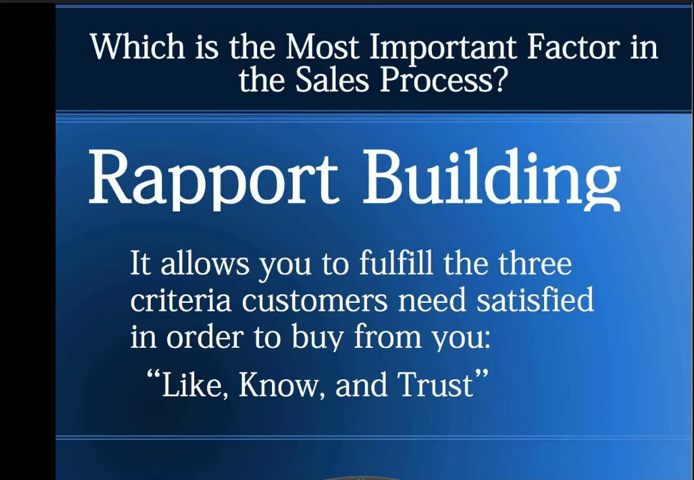 Which is the Most Important Factor in
the Sales Process?
Rapport Building
It allows you to fulfill the three
criteria customers need satisfied
in order to buy from you:
“Like, Know, and Trust”